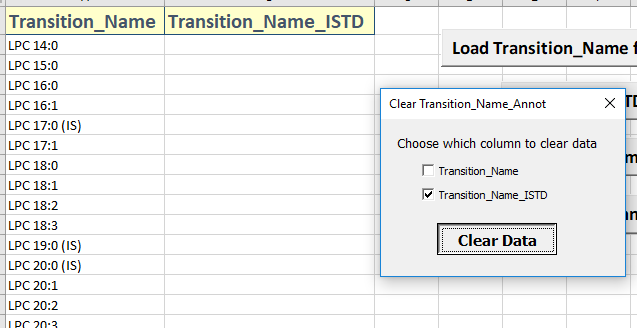 Transition_Name Transition_Name_ISTD
LPC 14:0
LPC 15:0
LPC 16:0
LPC 16:1
LPC 17:0 (IS)
LPC 17:1
LPC 18:0
LPC 18:1
LPC 18:2
LPC 18:3
LPC 19:0 (IS)
LPC 20:0 (IS)
LPC 20:1
LPC 20:2
LPC 20:3
Load Transition_Name f
Clear Transition_Name_Annot
Choose which column to clear data
Transition_Name
Transition_Name_ISTD
Clear Data